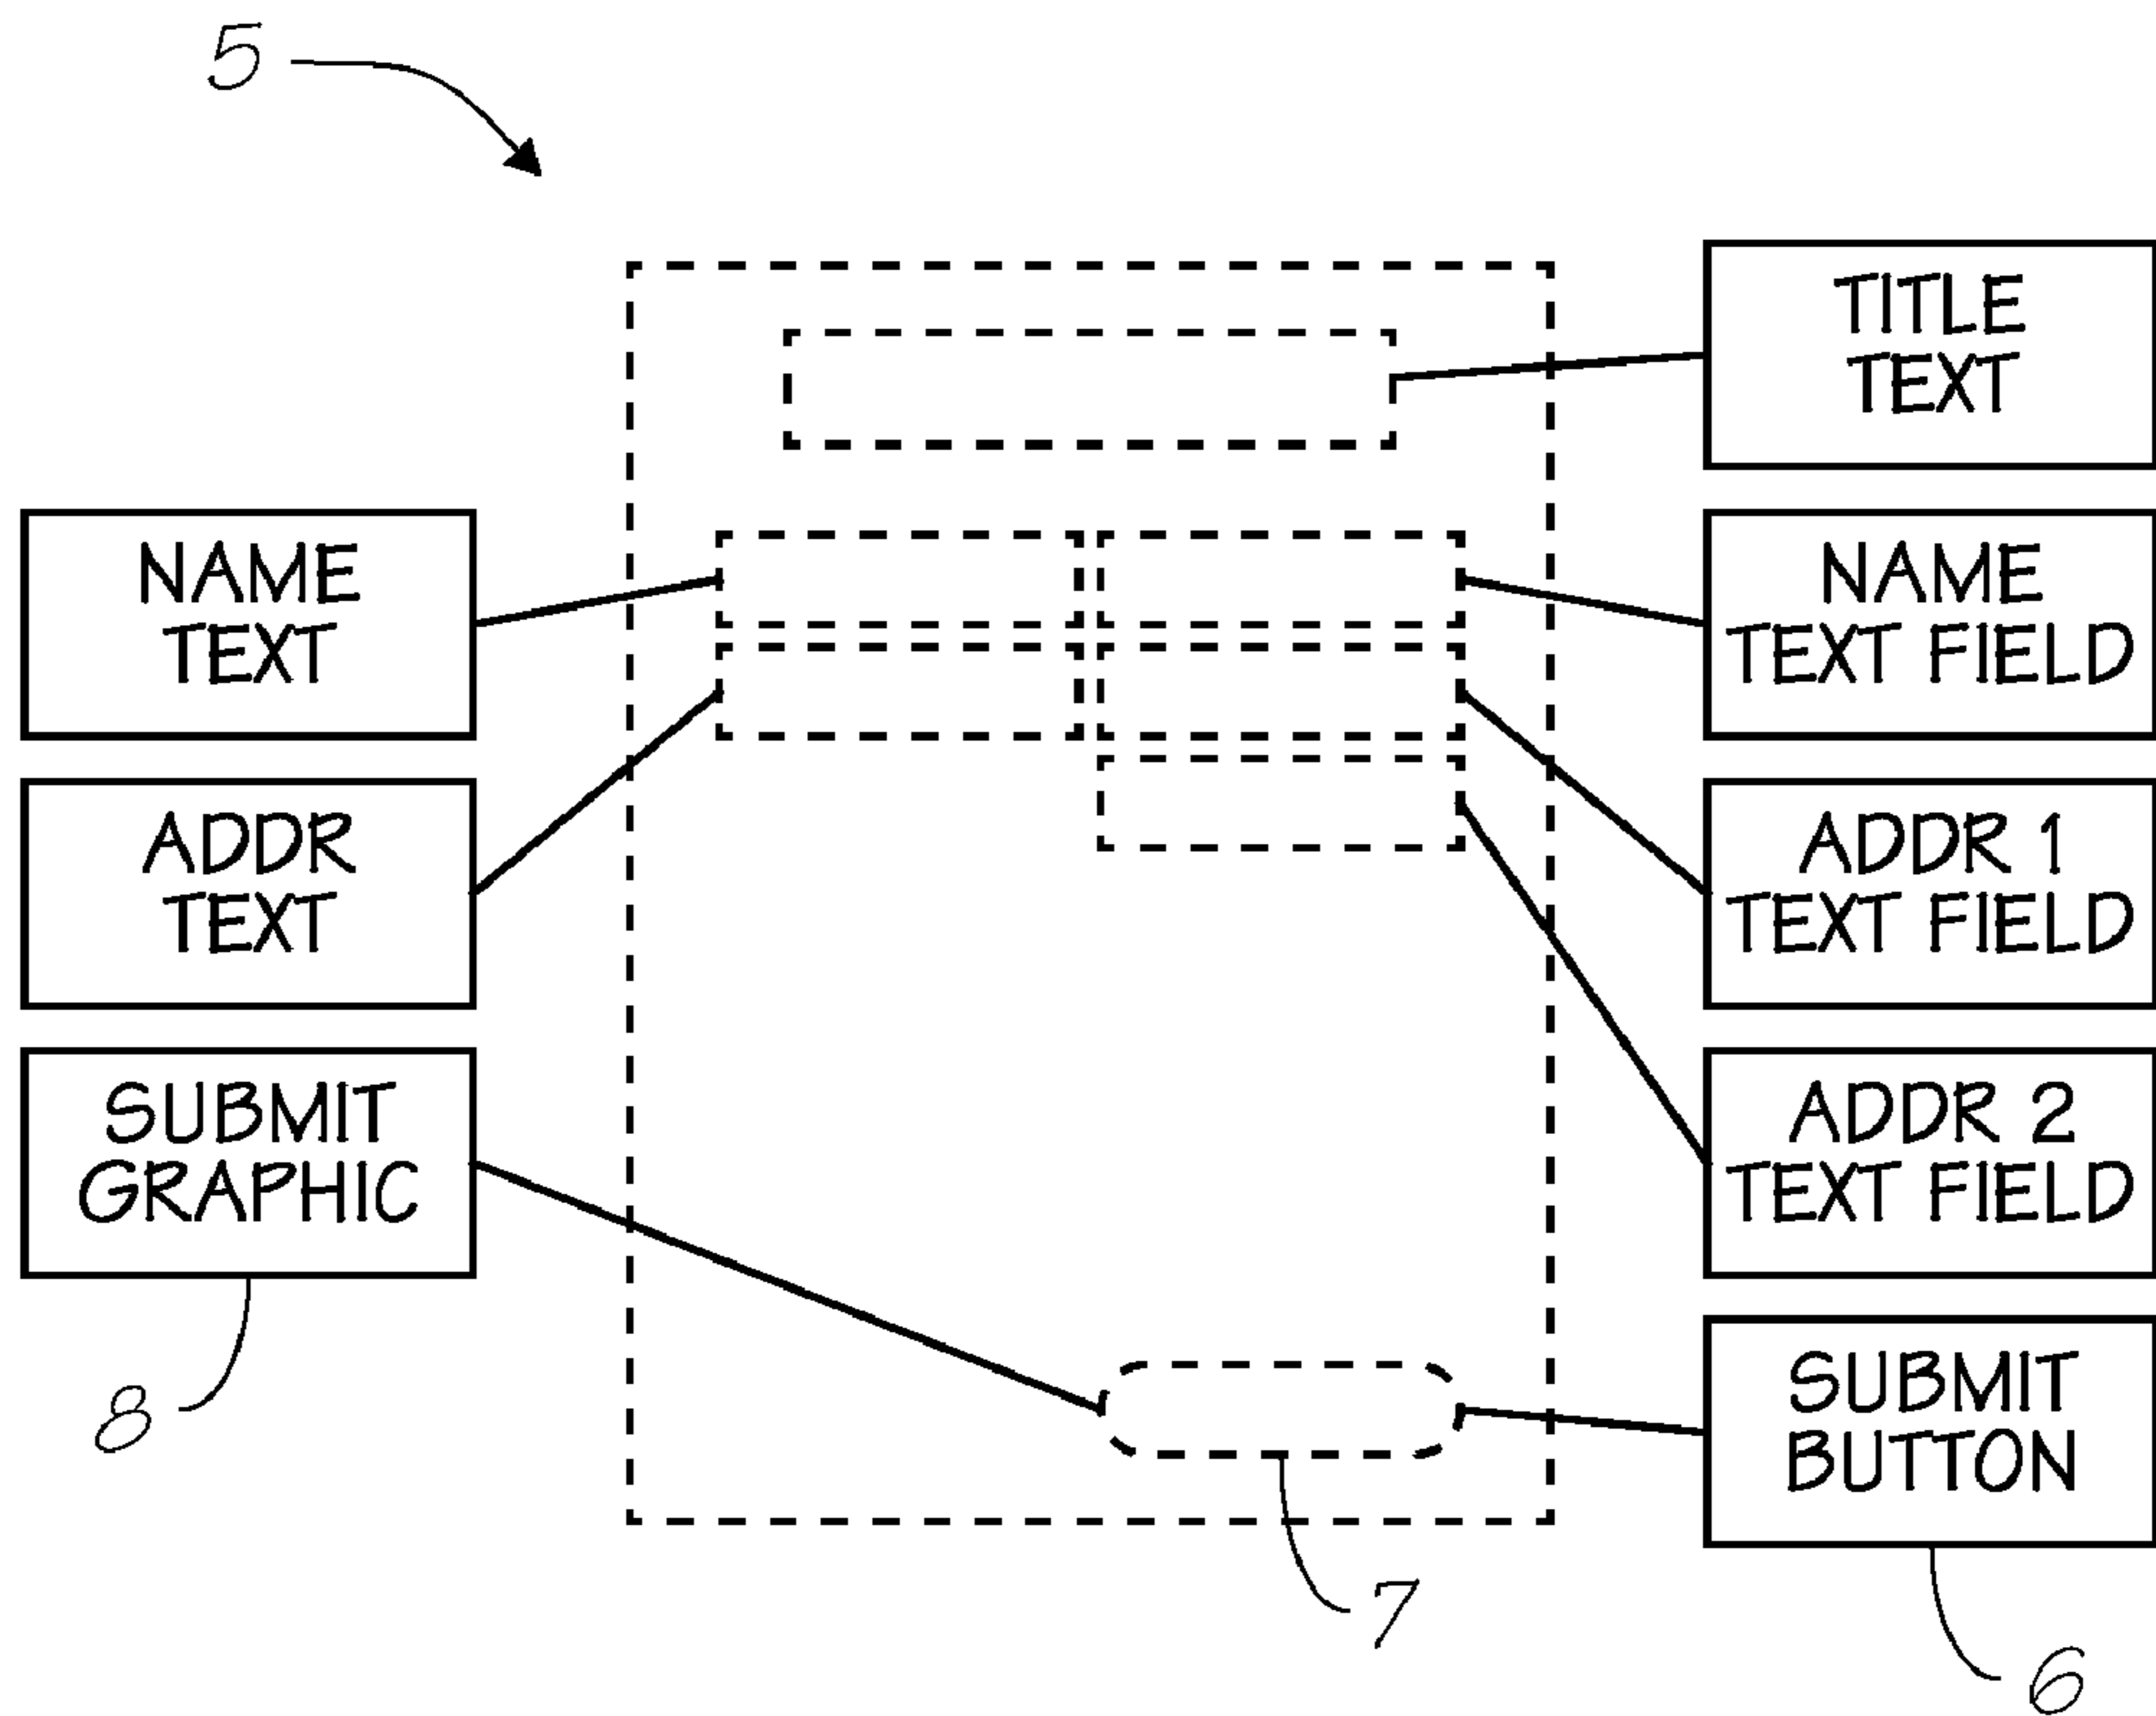 5
TITLE
TEXT
NAME
TEXT
NAME
TEXT FIELD
ADDR
TEXT
ADDR 1
TEXT FIELD
SUBMIT
GRAPHIC
ADDR 2
TEXT FIELD
SUBMIT
BUTTON
8
7
6